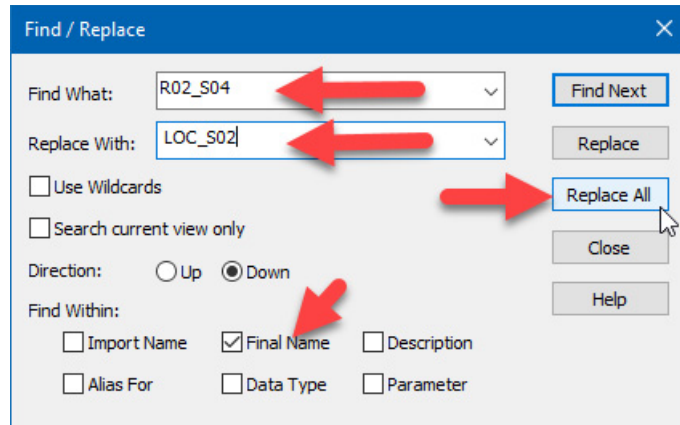 Find / Replace
Find What: R02_S04 Find Next
Replace With: LOC_S02 Replace
Use Wildcards Replace All
Search current view only
Close
Direction: Up Down
Help
Find Within:
Import Name Final Name Description
Alias For Data Type Parameter